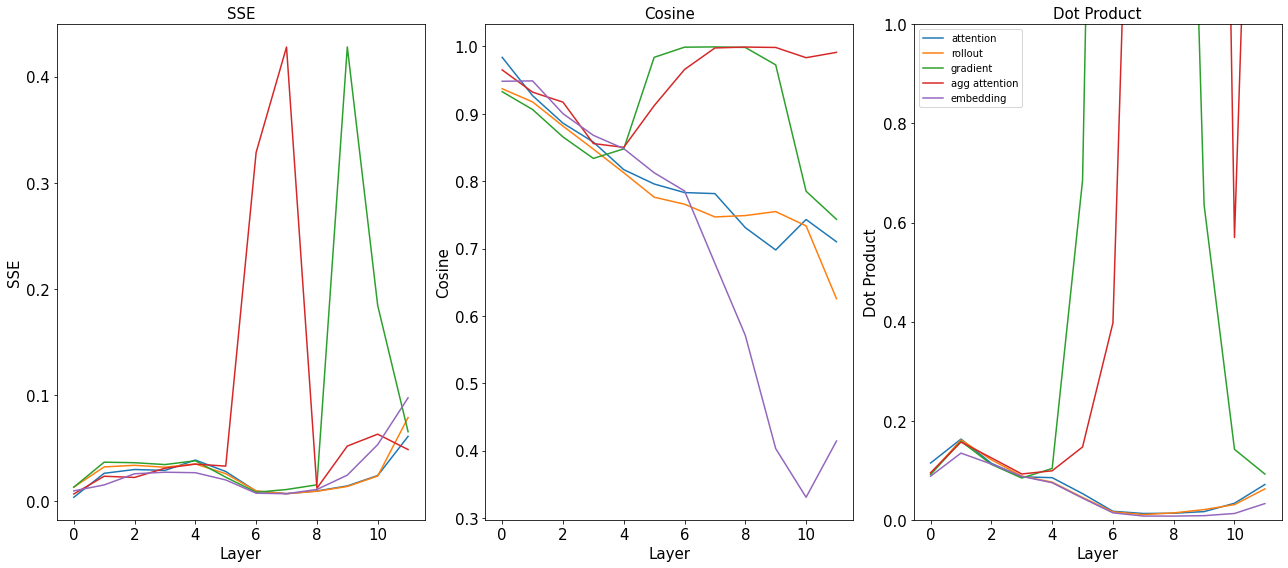 SSE
SSE
0.4
0.3
0.2
0.1
0.0
0 2 4 6 8 10
Layer
Cosine
Cosine
1.0
0.9
0.8
0.7
0.6
0.5
0.4
0.3
0 2 4 6 8 10
Layer
Dot Product
Dot Product
1.0
0.8
0.6
0.4
0.2
0.0
attention
rollout
gradient
agg attention
embedding
0 2 4 6 8 10
Layer